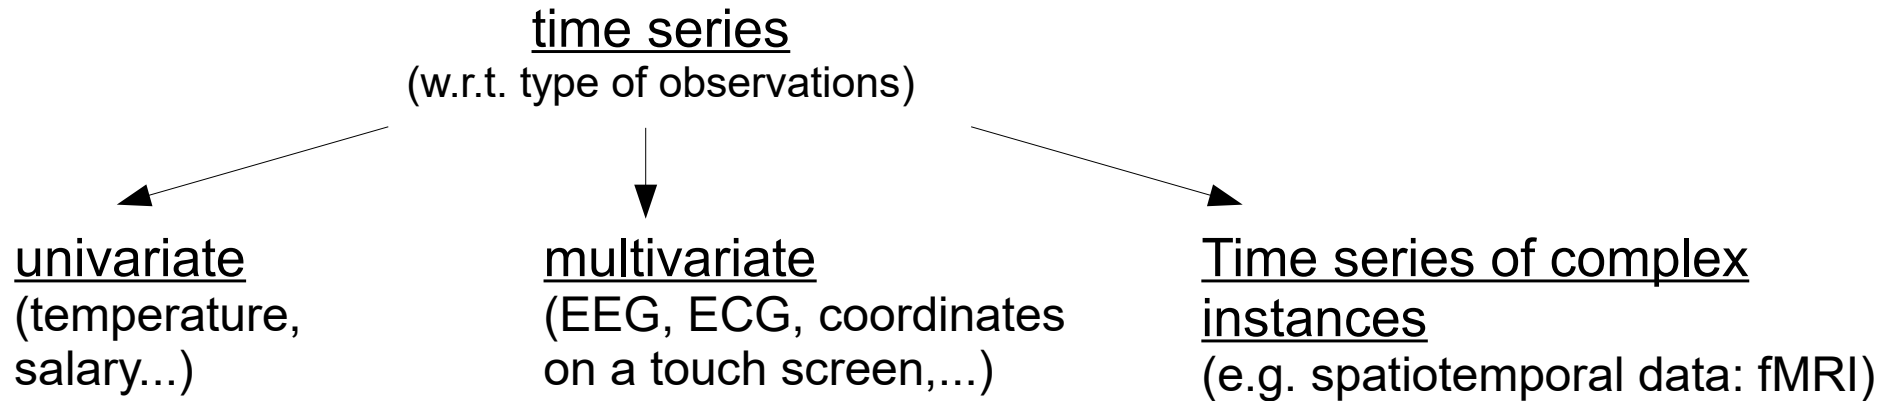 time series
(w.r.t. type of observations)
univariate
(temperature,
salary...)
multivariate
(EEG, ECG, coordinates
on a touch screen,...)
Time series of complex
instances
(e.g. spatiotemporal data: fMRI)